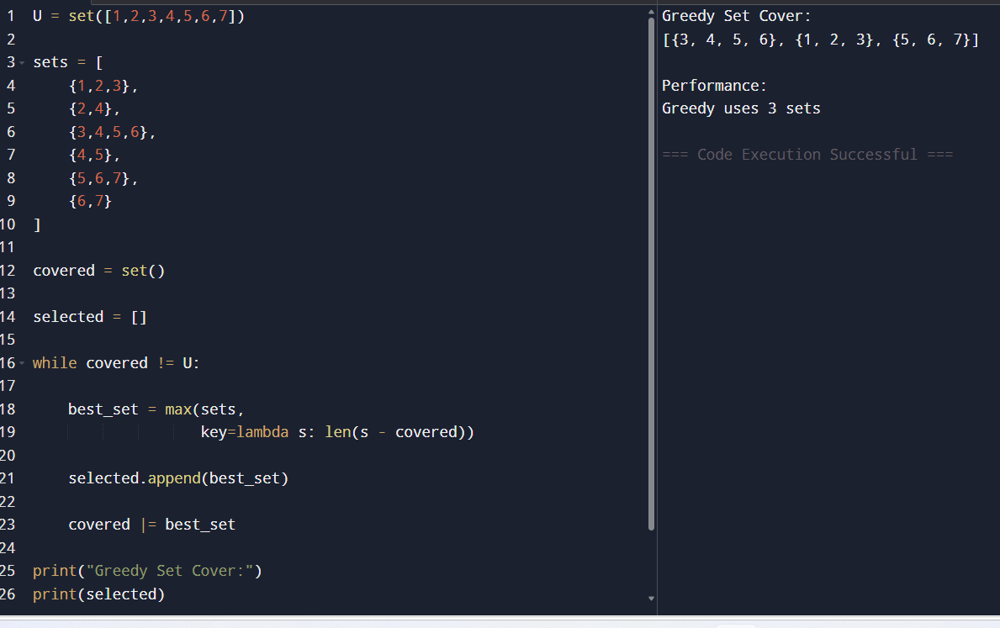 1 U = set([1,2,3,4,5,6,7])
2
3 sets = [
4     {1,2,3},
5     {2,4},
6     {3,4,5,6},
7     {4,5},
8     {5,6,7},
9     {6,7}
10 ]
11
12 covered = set()
13
14 selected = []
15
16 while covered != U:
17
18     best_set = max(sets,
19                    key=lambda s: len(s - covered))
20
21     selected.append(best_set)
22
23     covered |= best_set
24
25 print("Greedy Set Cover:")
26 print(selected)
Greedy Set Cover:
[{3, 4, 5, 6}, {1, 2, 3}, {5, 6, 7}]
Performance:
Greedy uses 3 sets
=== Code Execution Successful ===